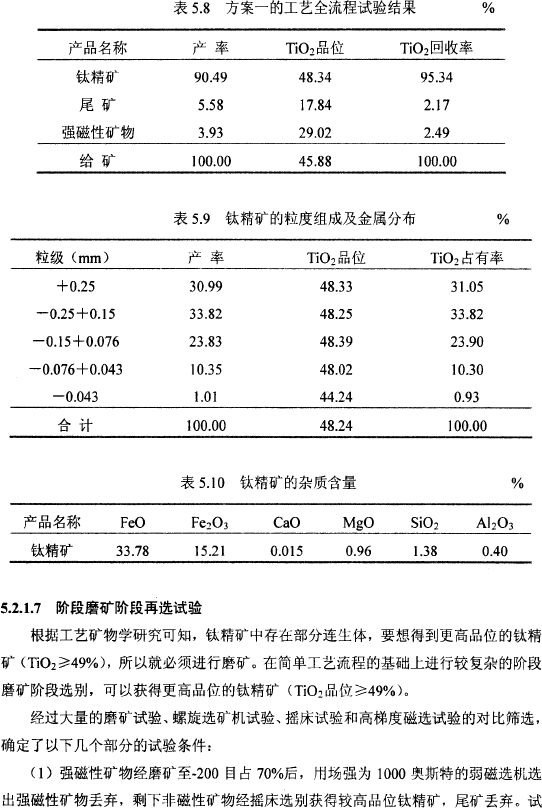 表 5.8 方案一的工艺全流程试验结果 %
产品名称 产 率 TiO₂品位 TiO₂回收率
钛精矿 90.49 48.34 95.34
尾 矿 5.58 17.84 2.17
强磁性矿物 3.93 29.02 2.49
给 矿 100.00 45.88 100.00
表 5.9 钛精矿的粒度组成及金属分布 %
粒级（mm） 产 率 TiO₂品位 TiO₂占有率
＋0.25 30.99 48.33 31.05
－0.25＋0.15 33.82 48.25 33.82
－0.15＋0.076 23.83 48.39 23.90
－0.076＋0.043 10.35 48.02 10.30
－0.043 1.01 44.24 0.93
合 计 100.00 48.24 100.00
表 5.10 钛精矿的杂质含量 %
产品名称 FeO Fe₂O₃ CaO MgO SiO₂ Al₂O₃
钛精矿 33.78 15.21 0.015 0.96 1.38 0.40
5.2.1.7 阶段磨矿阶段再选试验
根据工艺矿物学研究可知，钛精矿中存在部分连生体，要想得到更高品位的钛精
矿（TiO₂≥49%），所以就必须进行磨矿。在简单工艺流程的基础上进行较复杂的阶段
磨矿阶段选别，可以获得更高品位的钛精矿（TiO₂品位≥49%）。
经过大量的磨矿试验、螺旋选矿机试验、摇床试验和高梯度磁选试验的对比筛选，
确定了以下几个部分的试验条件：
（1）强磁性矿物经磨矿至-200 目占 70%后，用场强为 1000 奥斯特的弱磁选机选
出强磁性矿物丢弃，剩下非磁性矿物经摇床选别获得较高品位钛精矿，尾矿丢弃。试